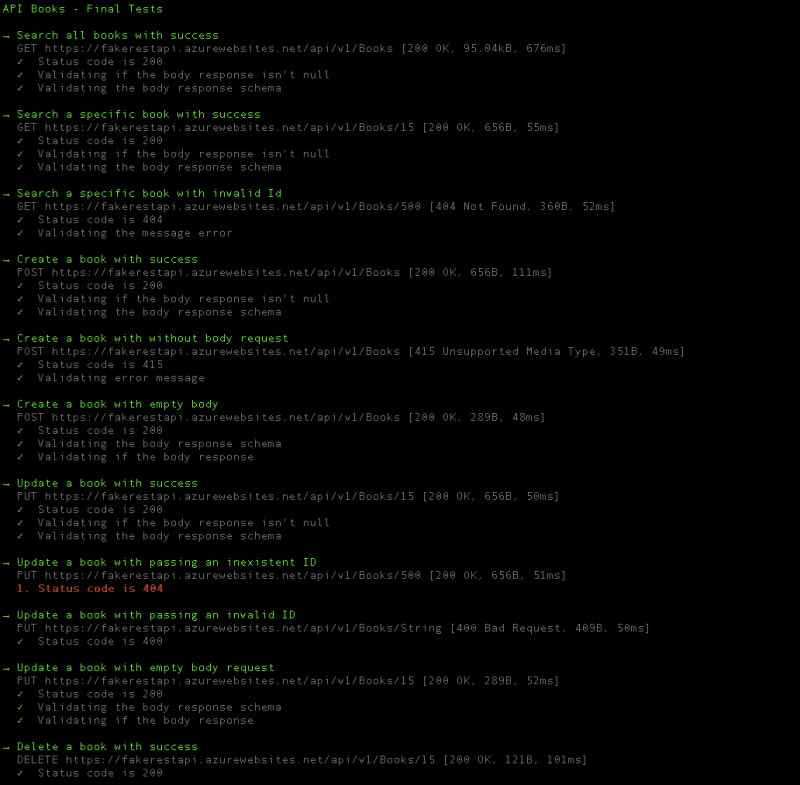 API Books - Final Tests
→ Search all books with success
GET https://fakerestapi.azurewebsites.net/api/v1/Books [200 OK, 95.04kB, 676ms]
✓ Status code is 200
✓ Validating if the body response isn't null
✓ Validating the body response schema
→ Search a specific book with success
GET https://fakerestapi.azurewebsites.net/api/v1/Books/15 [200 OK, 656B, 55ms]
✓ Status code is 200
✓ Validating if the body response isn't null
✓ Validating the body response schema
→ Search a specific book with invalid Id
GET https://fakerestapi.azurewebsites.net/api/v1/Books/500 [404 Not Found, 360B, 52ms]
✓ Status code is 404
✓ Validating the message error
→ Create a book with success
POST https://fakerestapi.azurewebsites.net/api/v1/Books [200 OK, 656B, 111ms]
✓ Status code is 200
✓ Validating if the body response isn't null
✓ Validating the body response schema
→ Create a book with without body request
POST https://fakerestapi.azurewebsites.net/api/v1/Books [415 Unsupported Media Type, 351B, 49ms]
✓ Status code is 415
✓ Validating error message
→ Create a book with empty body
POST https://fakerestapi.azurewebsites.net/api/v1/Books [200 OK, 289B, 48ms]
✓ Status code is 200
✓ Validating the body response schema
✓ Validating if the body response
→ Update a book with success
PUT https://fakerestapi.azurewebsites.net/api/v1/Books/15 [200 OK, 656B, 50ms]
✓ Status code is 200
✓ Validating if the body response isn't null
✓ Validating the body response schema
→ Update a book with passing an inexistent ID
PUT https://fakerestapi.azurewebsites.net/api/v1/Books/500 [200 OK, 656B, 51ms]
1. Status code is 404
→ Update a book with passing an invalid ID
PUT https://fakerestapi.azurewebsites.net/api/v1/Books/String [400 Bad Request, 409B, 50ms]
✓ Status code is 400
→ Update a book with empty body request
PUT https://fakerestapi.azurewebsites.net/api/v1/Books/15 [200 OK, 289B, 52ms]
✓ Status code is 200
✓ Validating the body response schema
✓ Validating if the body response
→ Delete a book with success
DELETE https://fakerestapi.azurewebsites.net/api/v1/Books/15 [200 OK, 121B, 101ms]
✓ Status code is 200